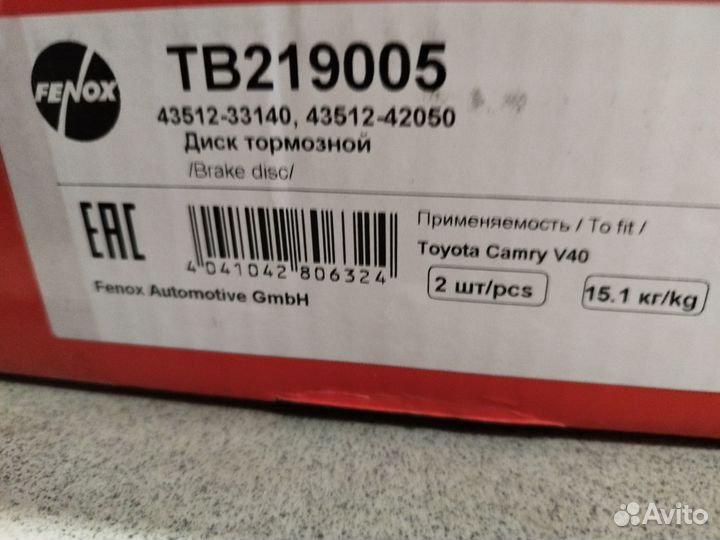 FENOX
TB219005
43512-33140, 43512-42050
Диск тормозной
/Brake disc/
EAC
4 041042 806324
Fenox Automotive GmbH
Применяемость / To fit /
Toyota Camry V40
2 шт/pcs
15.1 кг/kg
Avito